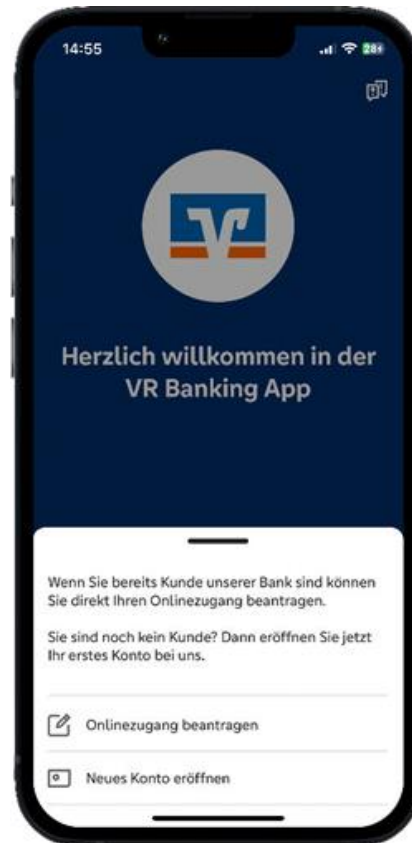 14:55
28
Herzlich willkommen in der
VR Banking App
Wenn Sie bereits Kunde unserer Bank sind können
Sie direkt Ihren Onlinezugang beantragen.
Sie sind noch kein Kunde? Dann eröffnen Sie jetzt
Ihr erstes Konto bei uns.
Onlinezugang beantragen
Neues Konto eröffnen